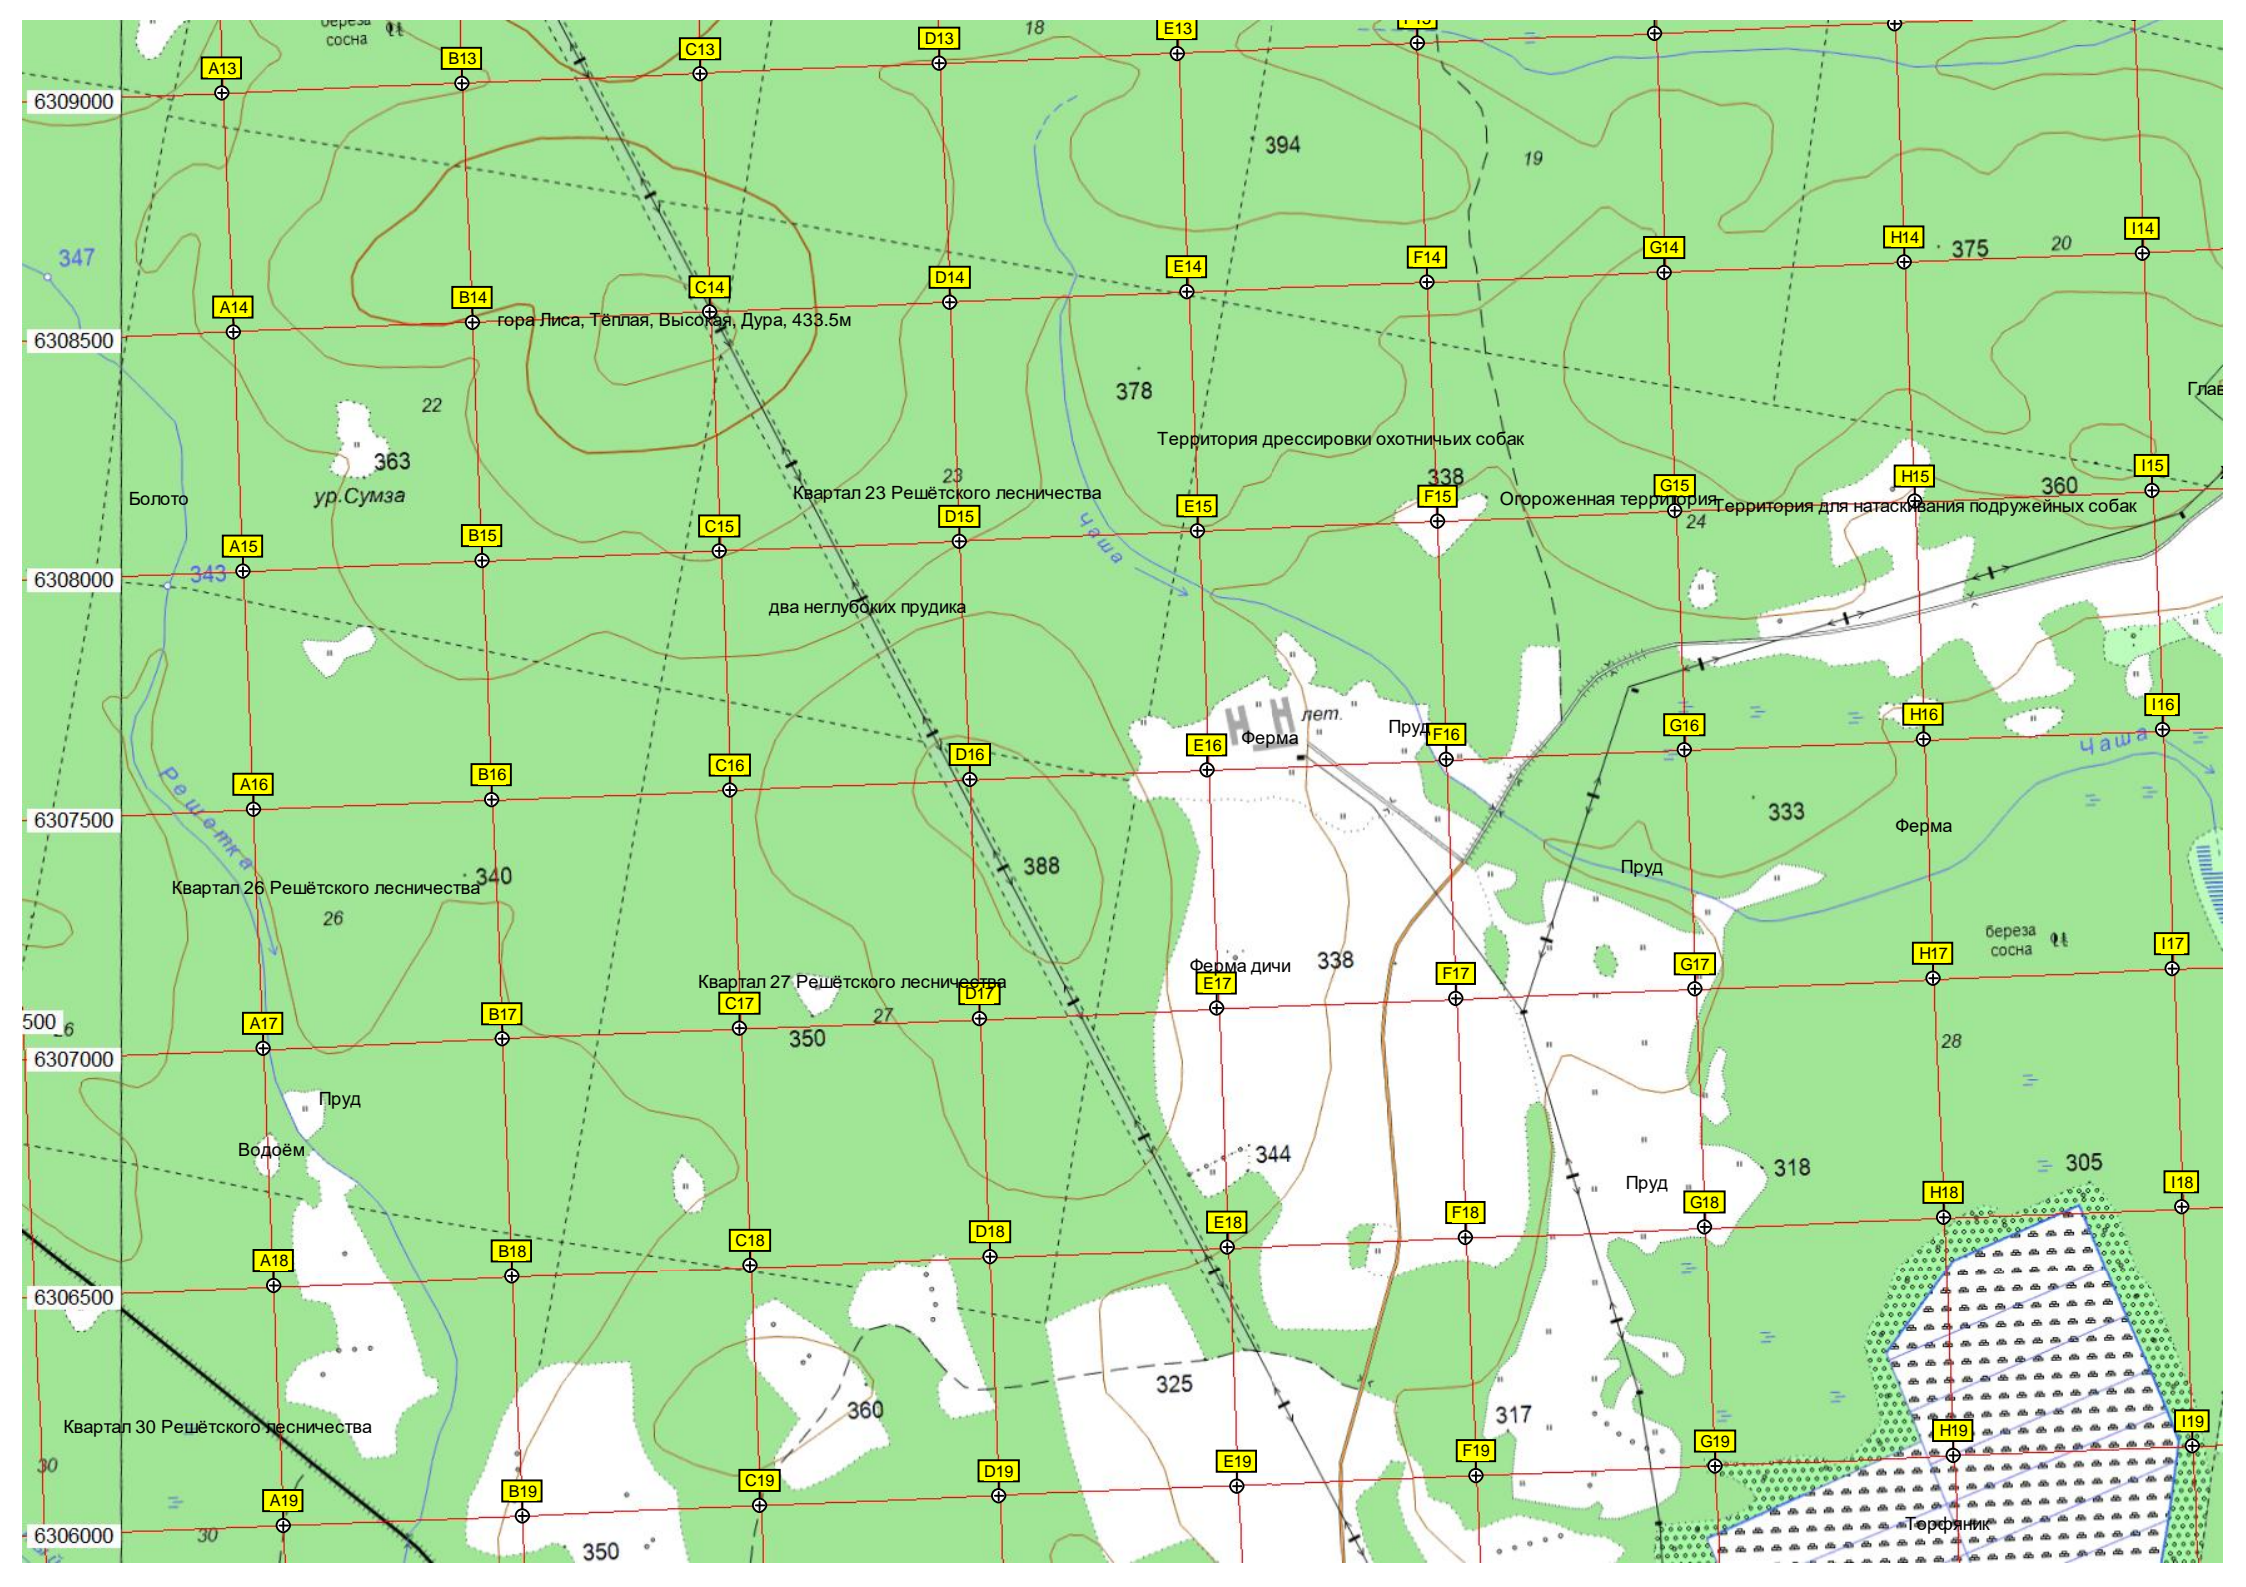 береза
сосна
18
A13
B13
C13
D13
E13
F13
6309000
394
19
347
A14
B14
C14
D14
E14
F14
G14
H14
375
20
I14
6308500
гора Лиса, Тёплая, Высокая, Дура, 433.5м
378
22
Глав
363
ур.Сумза
Территория дрессировки охотничьих собак
Болото
23
Квартал 23 Решётского лесничества
338
Огороженная территория
Территория для натаскивания подружейных собак
360
24
A15
B15
C15
D15
E15
F15
G15
H15
I15
Чаша
6308000
343
два неглубоких прудика
лет.
Ферма
Пруд
A16
B16
C16
D16
E16
F16
G16
H16
I16
Чаша
Решетка
6307500
333
Ферма
340
388
Пруд
Квартал 26 Решётского лесничества
26
береза
сосна
Ферма дичи
338
Квартал 27 Решётского лесничества
A17
B17
C17
D17
E17
F17
G17
H17
I17
500
26
27
350
28
6307000
Пруд
Водоём
344
318
305
Пруд
A18
B18
C18
D18
E18
F18
G18
H18
I18
6306500
325
360
317
Квартал 30 Решётского лесничества
30
A19
B19
C19
D19
E19
F19
G19
H19
I19
6306000
30
350
Торфяник